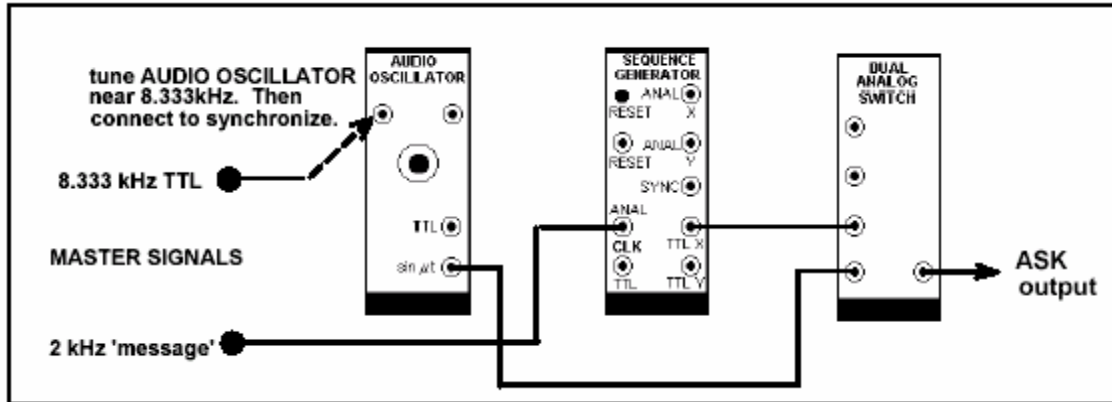 tune AUDIO OSCILLATOR
near 8.333kHz. Then
connect to synchronize.
8.333 kHz TTL
MASTER SIGNALS
2 kHz 'message'
AUDIO
OSCILLATOR
TTL
sin μt
SEQUENCE
GENERATOR
ANAL
RESET X
ANAL
RESET Y
SYNC
ANAL
CLK TTL X
TTL TTL Y
DUAL
ANALOG
SWITCH
ASK
output